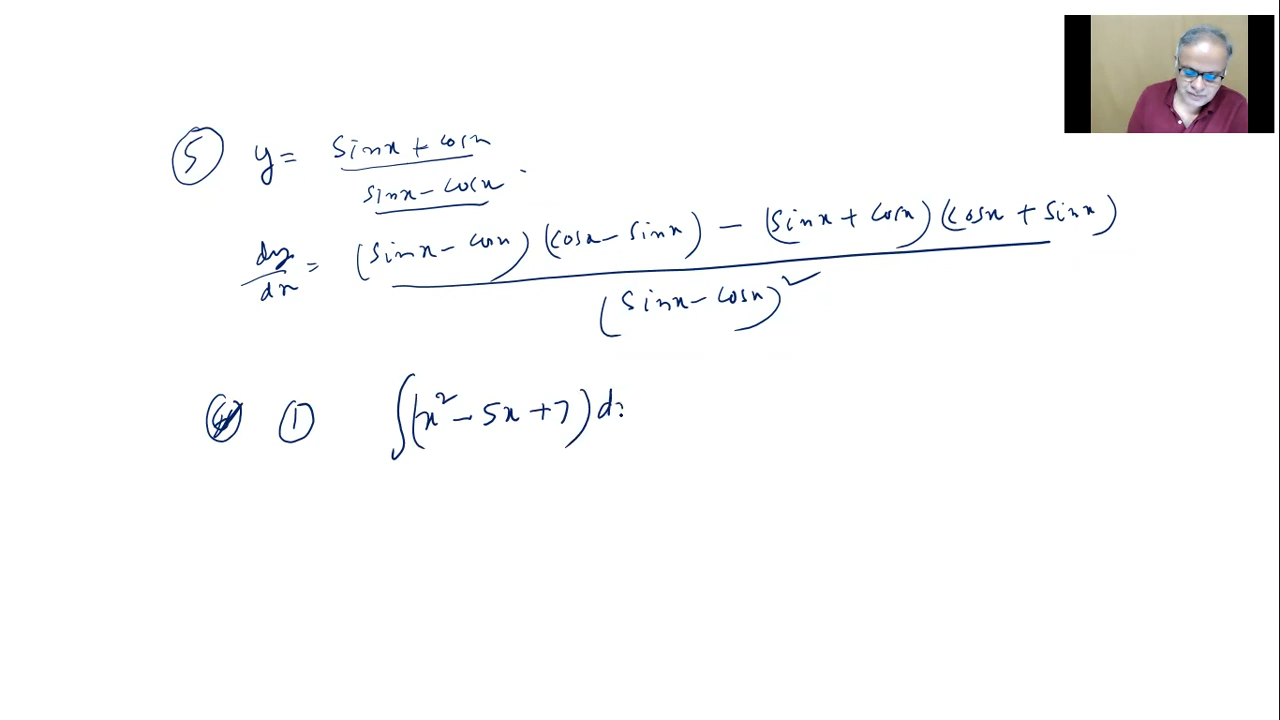 ⑤ y = (sinx + cosx) / (sinx - cosx)
dy/dx = ((sinx - cosx)(cosx - sinx) - (sinx + cosx)(cosx + sinx)) / (sinx - cosx)²
① ∫(x² - 5x + 7)d